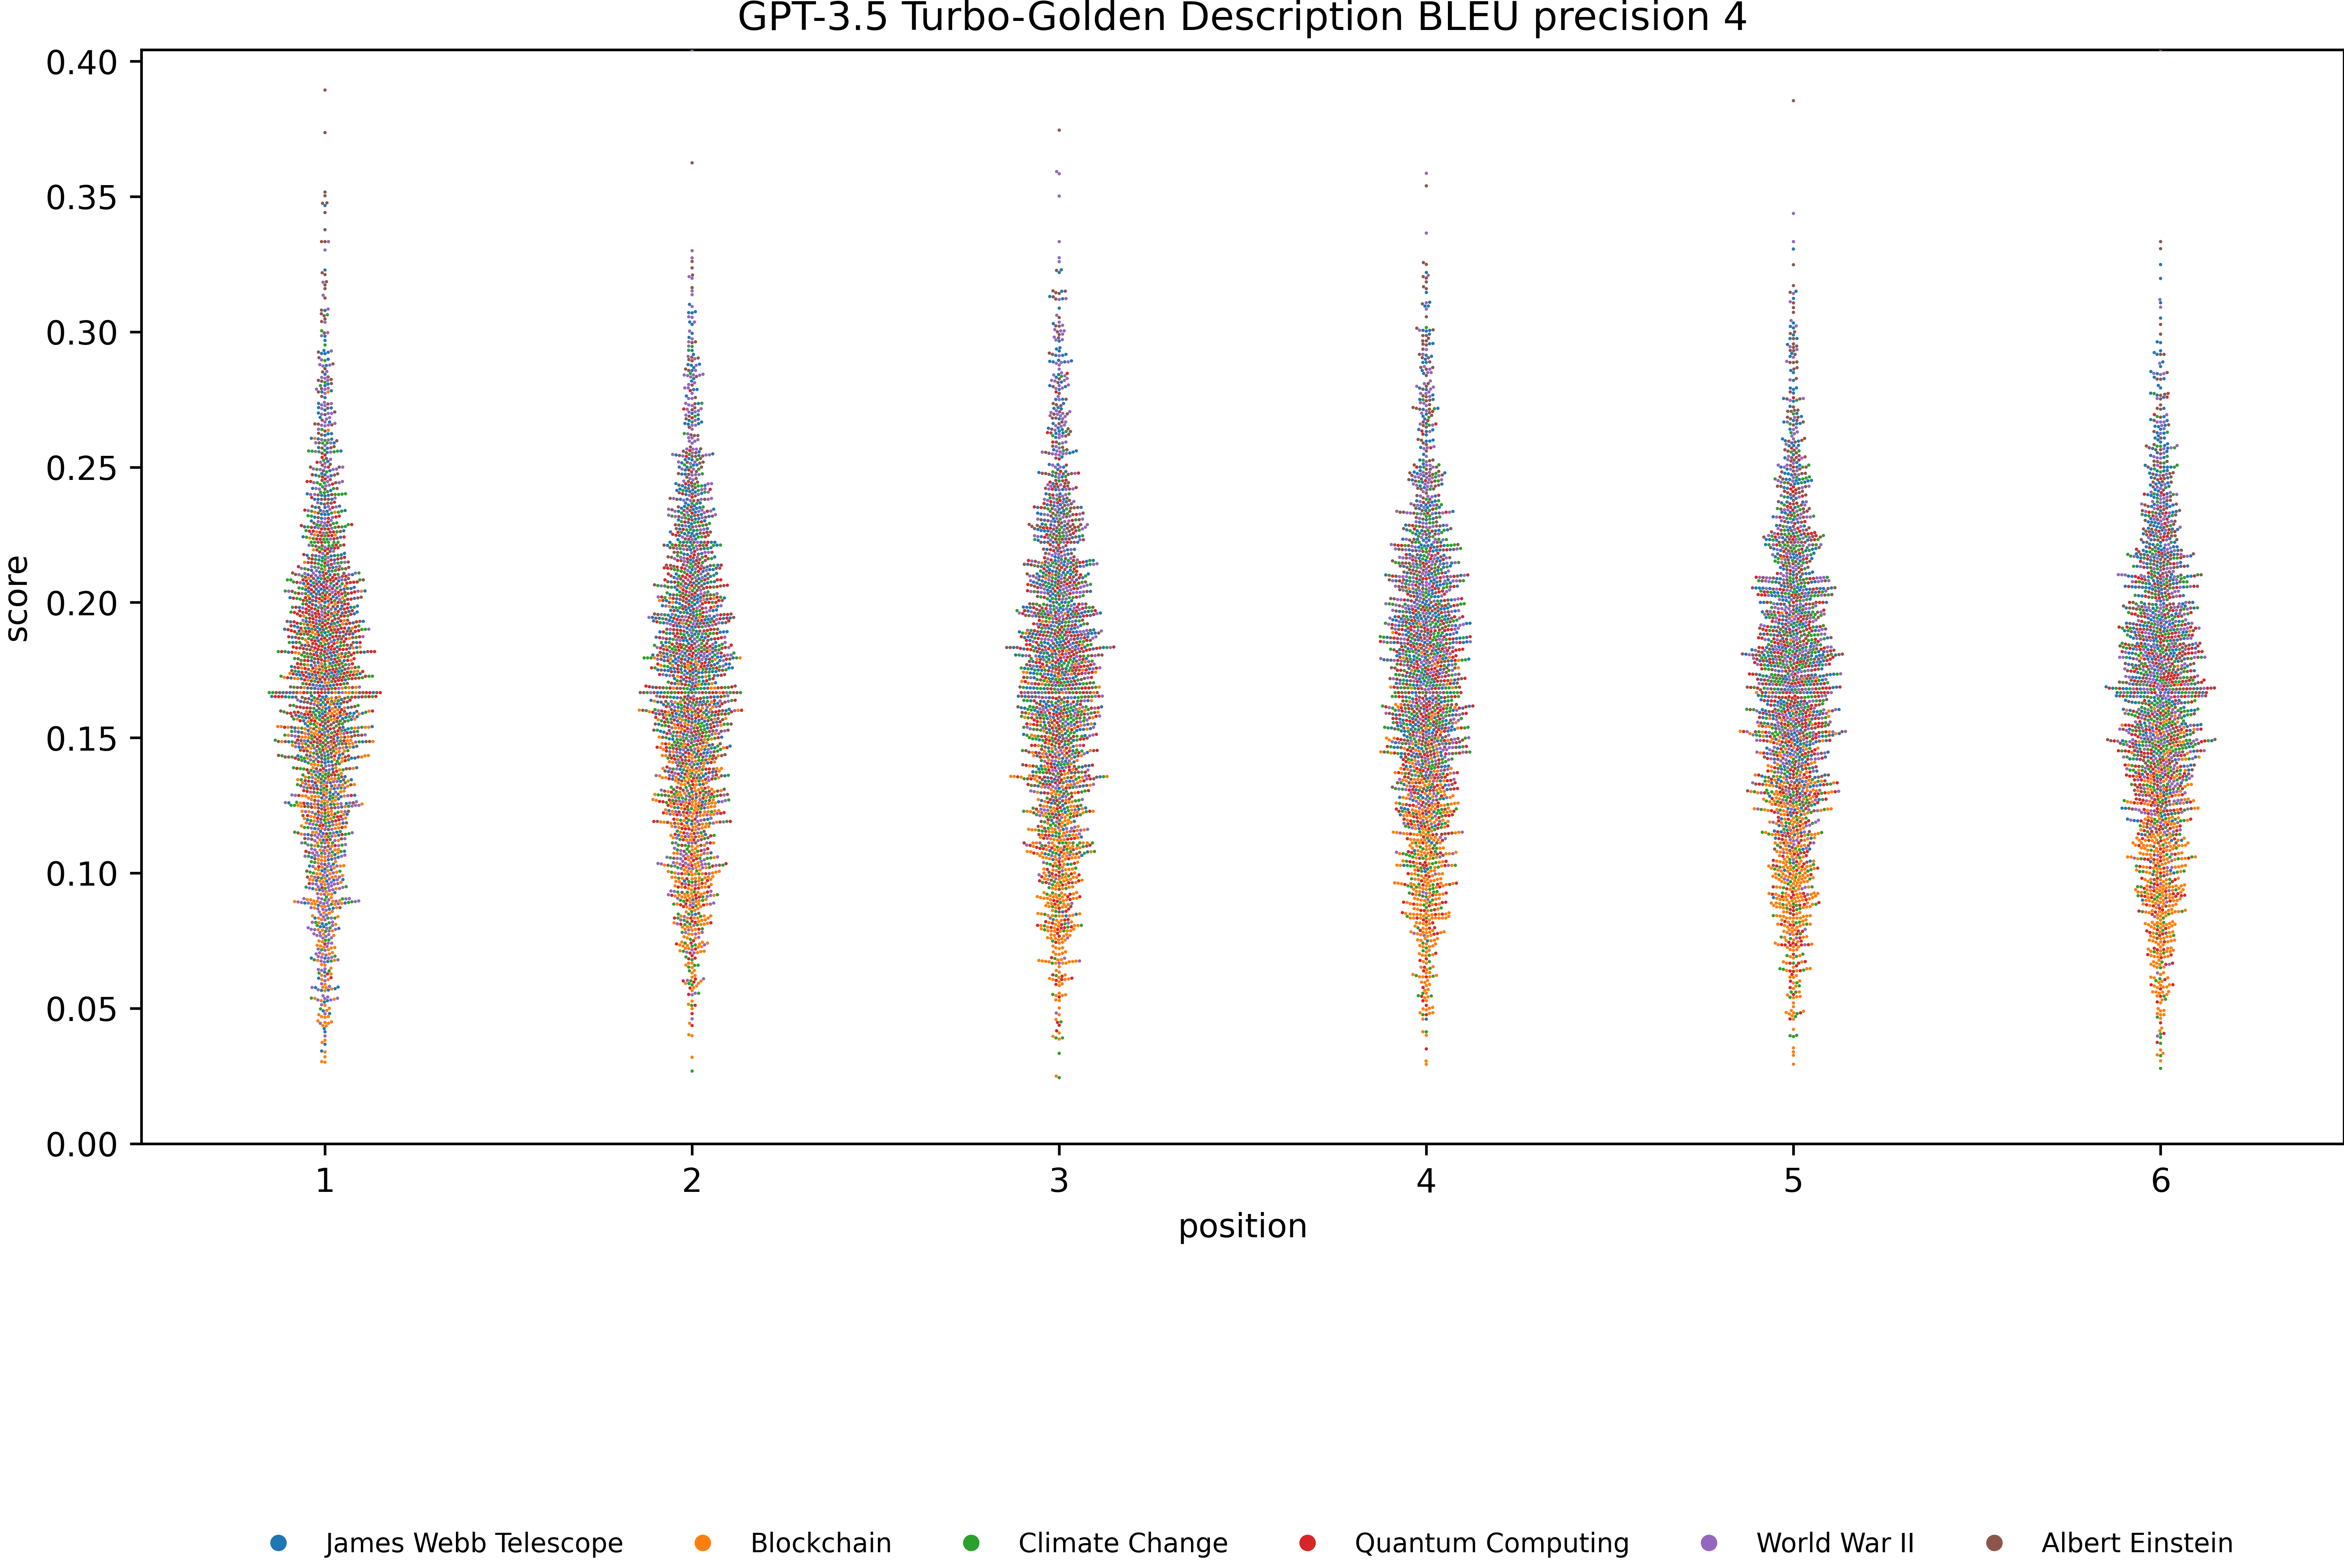 GPT-3.5 Turbo-Golden Description BLEU precision 4
score
0.40
0.35
0.30
0.25
0.20
0.15
0.10
0.05
0.00
1 2 3 4 5 6
position
James Webb Telescope Blockchain Climate Change Quantum Computing World War II Albert Einstein